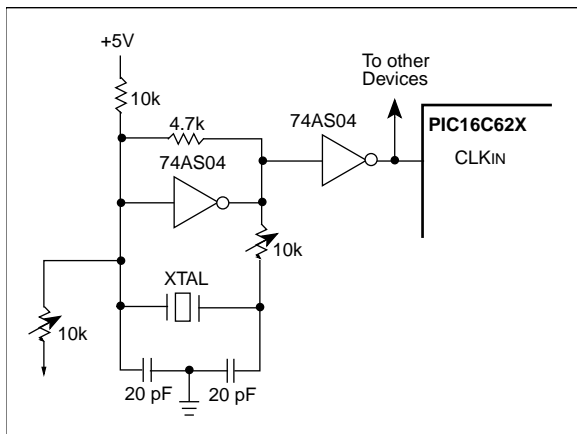 +5V
10k
4.7k
74AS04
74AS04
To other
Devices
PIC16C62X
CLKIN
10k
XTAL
10k
20 pF
20 pF